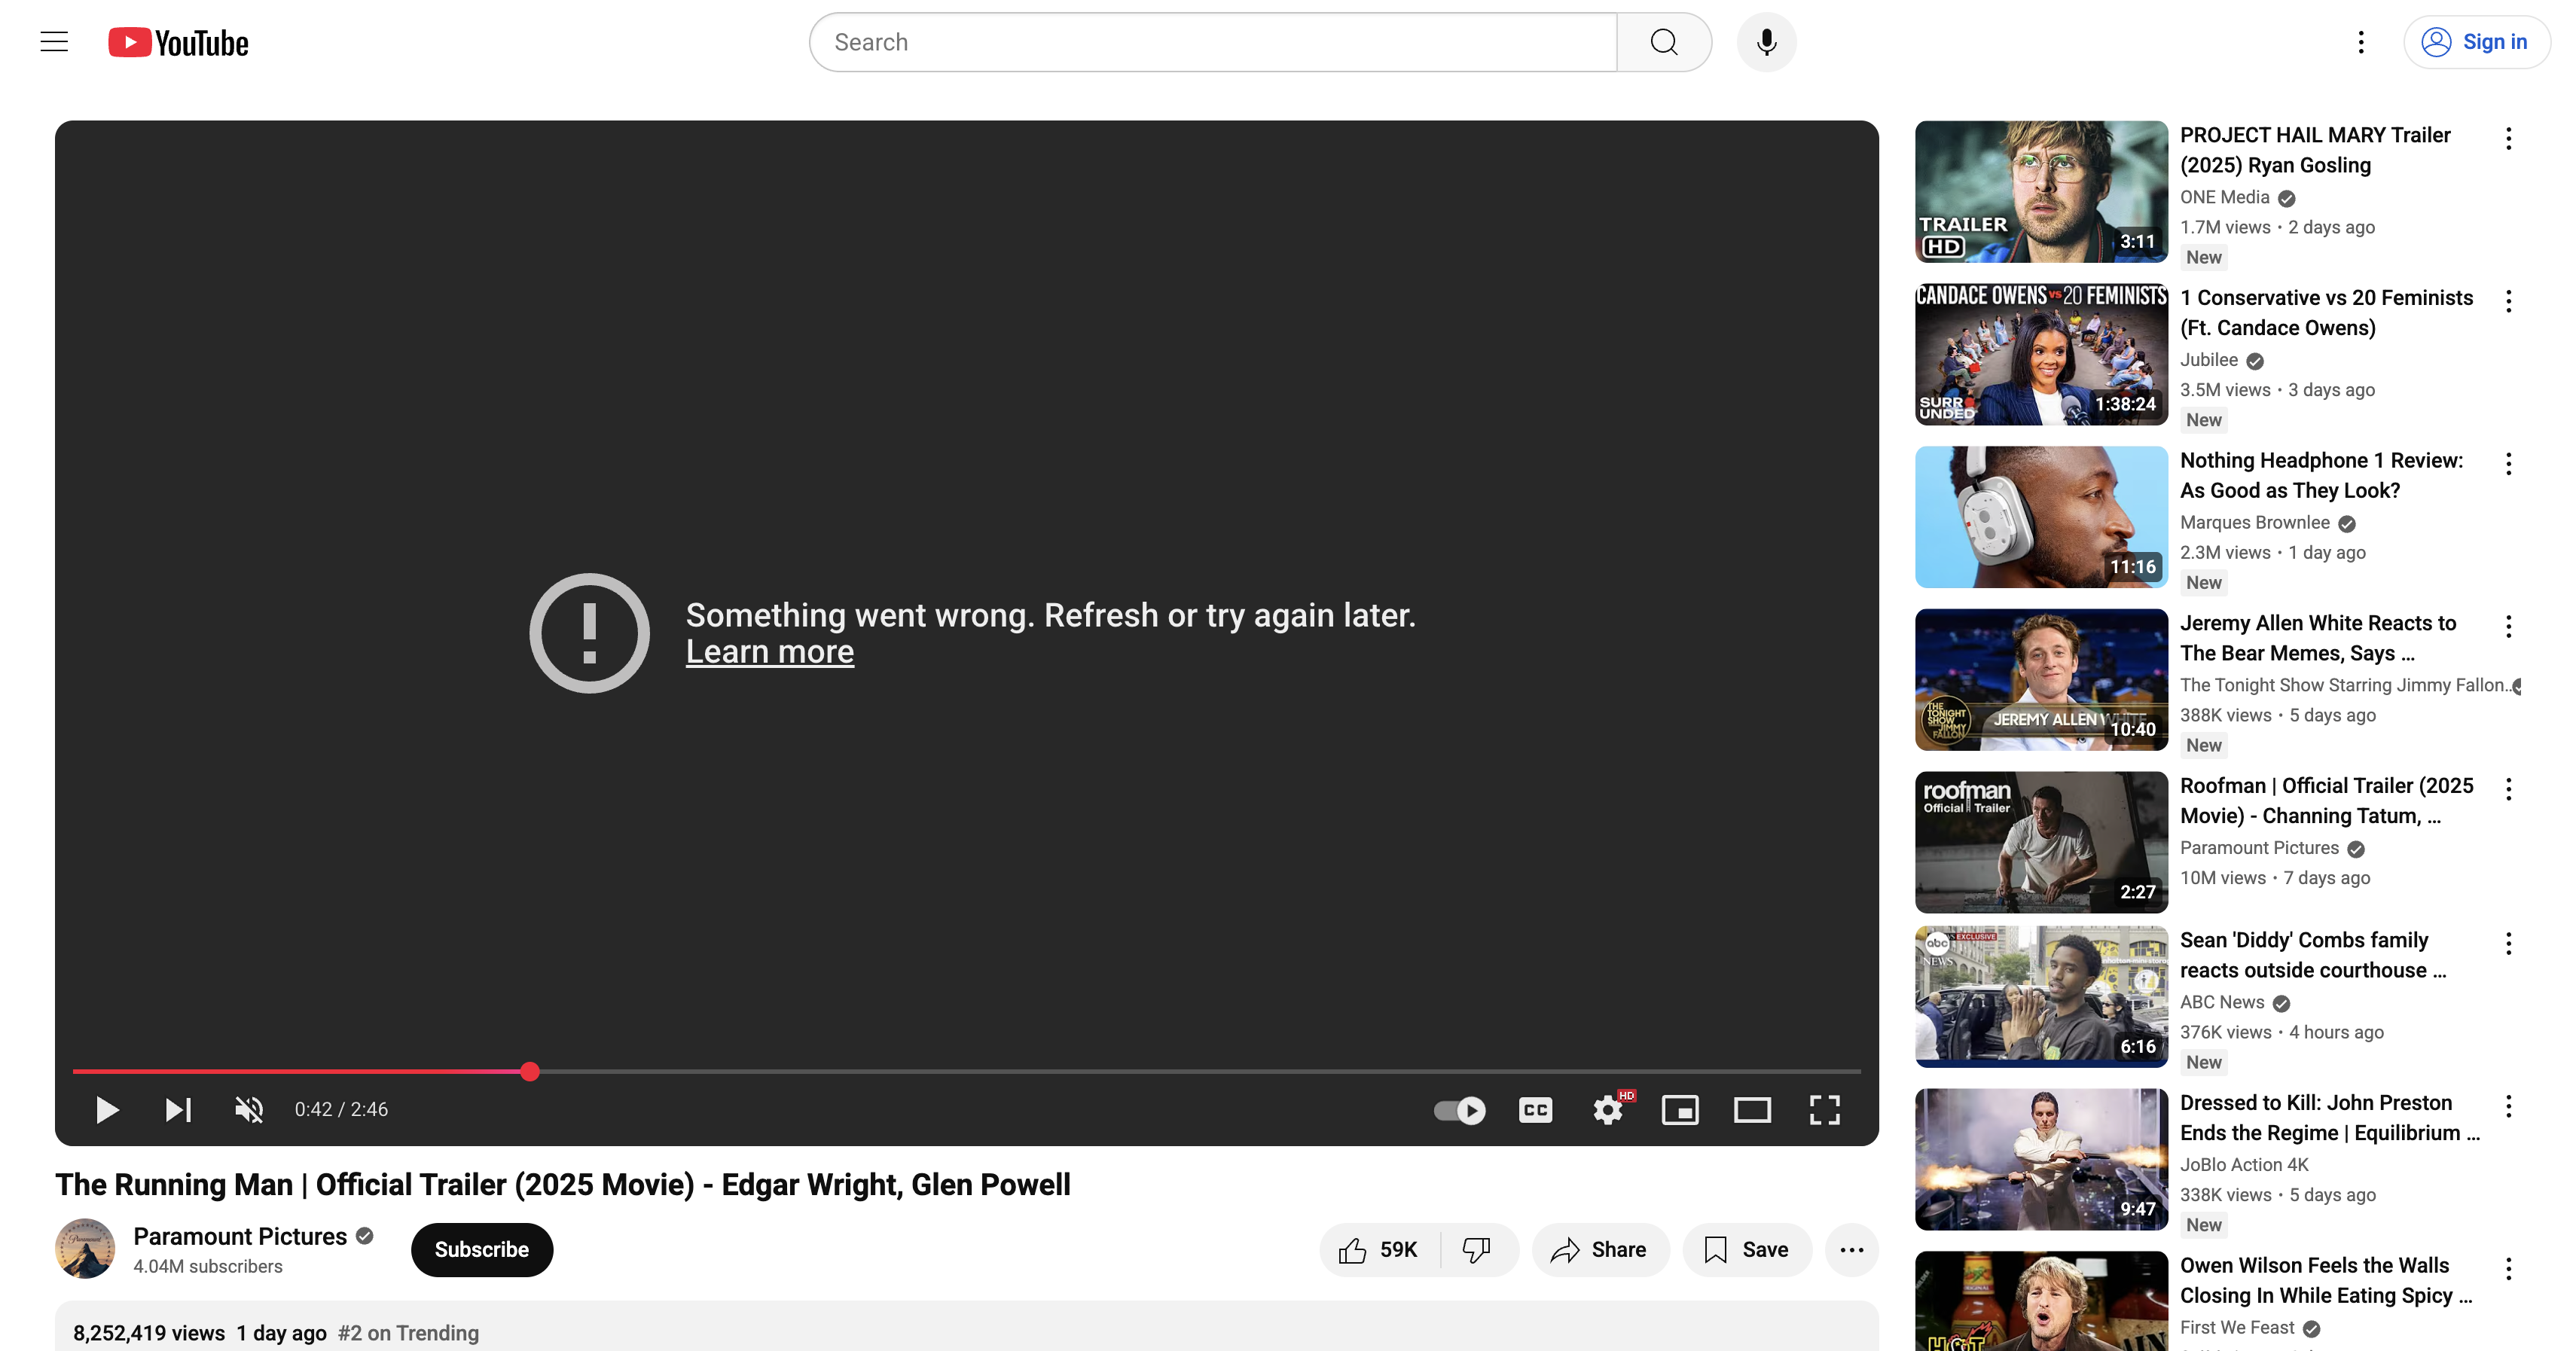 YouTube
Search
Sign in
Something went wrong. Refresh or try again later.
Learn more
0:42 / 2:46
CC
HD
The Running Man | Official Trailer (2025 Movie) - Edgar Wright, Glen Powell
Paramount Pictures
4.04M subscribers
Subscribe
59K
Share
Save
8,252,419 views 1 day ago #2 on Trending
TRAILER
HD
3:11
PROJECT HAIL MARY Trailer
(2025) Ryan Gosling
ONE Media
1.7M views • 2 days ago
New
CANDACE OWENS vs 20 FEMINISTS
SURR
UNDED
1:38:24
1 Conservative vs 20 Feminists
(Ft. Candace Owens)
Jubilee
3.5M views • 3 days ago
New
11:16
Nothing Headphone 1 Review:
As Good as They Look?
Marques Brownlee
2.3M views • 1 day ago
New
THE
TONIGHT
SHOW
JIMMY
FALLON
JEREMY ALLEN WHITE
10:40
Jeremy Allen White Reacts to
The Bear Memes, Says ...
The Tonight Show Starring Jimmy Fallon..
388K views • 5 days ago
New
roofman
Official Trailer
2:27
Roofman | Official Trailer (2025
Movie) - Channing Tatum, ...
Paramount Pictures
10M views • 7 days ago
abc
EXCLUSIVE
NEWS
6:16
Sean 'Diddy' Combs family
reacts outside courthouse ...
ABC News
376K views • 4 hours ago
New
9:47
Dressed to Kill: John Preston
Ends the Regime | Equilibrium ...
JoBlo Action 4K
338K views • 5 days ago
New
HOT
Owen Wilson Feels the Walls
Closing In While Eating Spicy ...
First We Feast